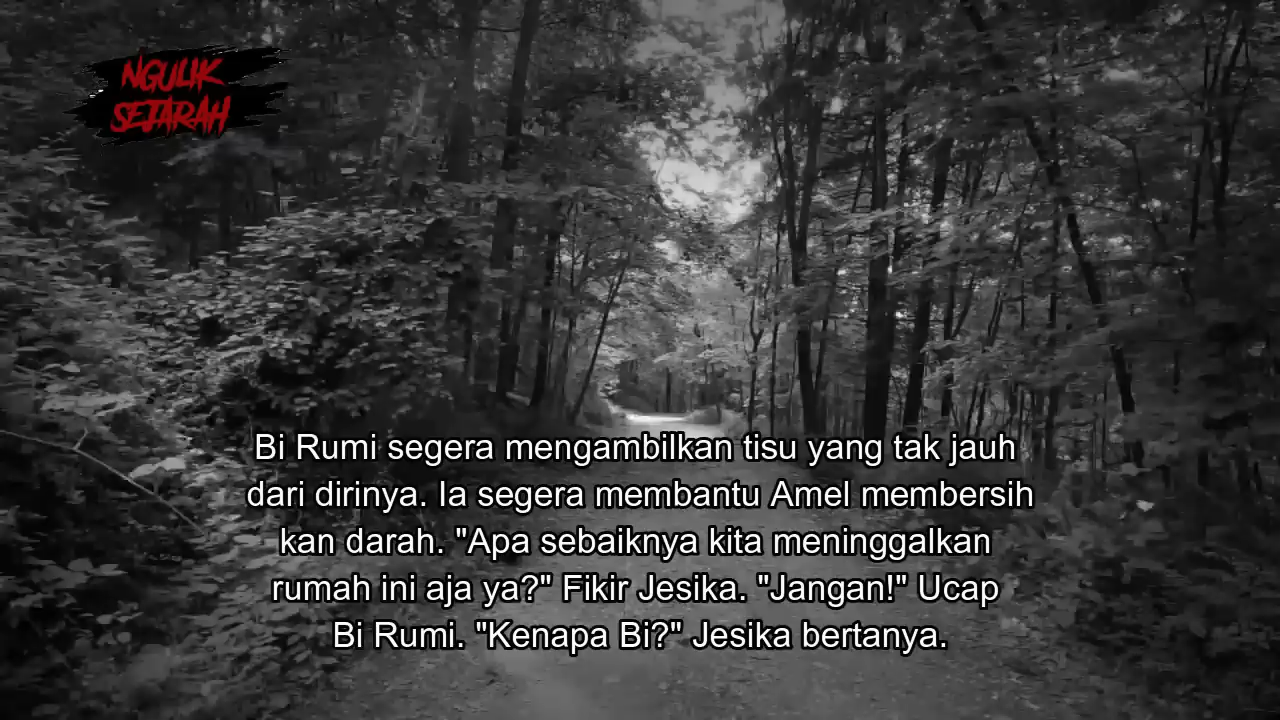 NGULIK
SEJARAH
Bi Rumi segera mengambilkan tisu yang tak jauh
dari dirinya. Ia segera membantu Amel membersih
kan darah. "Apa sebaiknya kita meninggalkan
rumah ini aja ya?" Fikir Jesika. "Jangan!" Ucap
Bi Rumi. "Kenapa Bi?" Jesika bertanya.